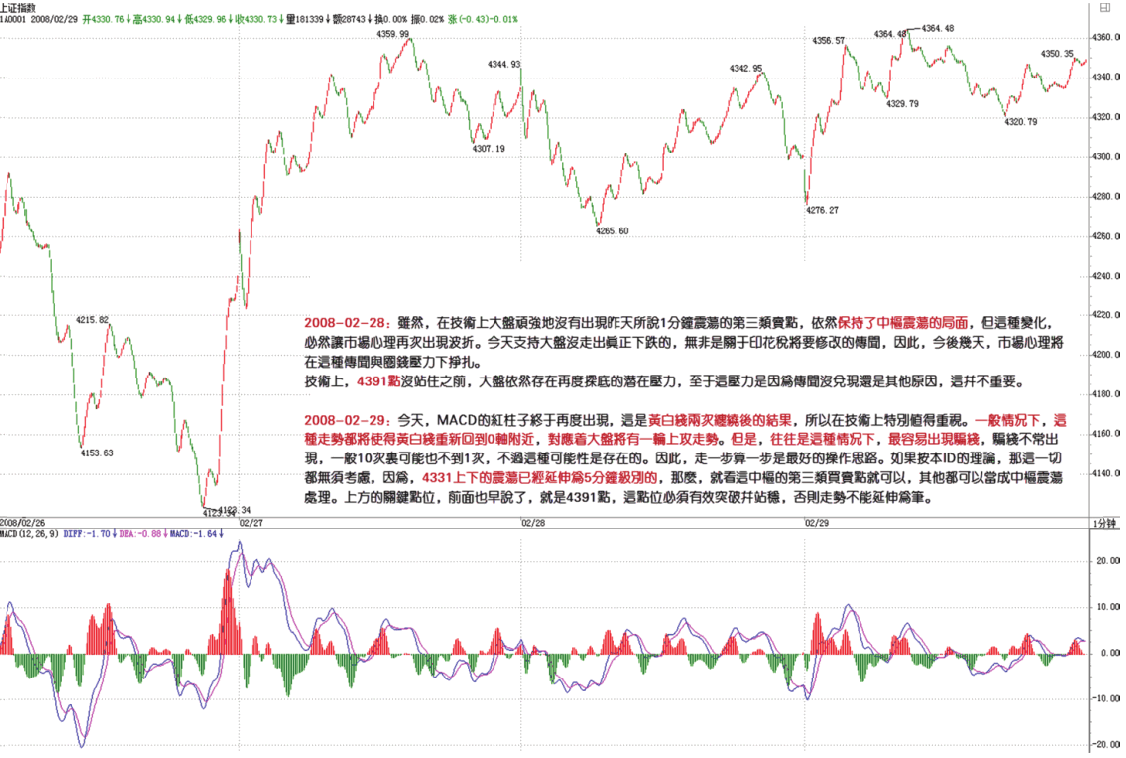 上证指数
1A0001 2008/02/29 开4330.76↓高4330.94↓低4329.96↓收4330.73↓量181339↓额28743↓换0.00% 振0.02% 涨(-0.43)-0.01%
4359.99
4344.93
4342.95
4356.57
4364.48
4364.48
4350.35
4360.0
4340.0
4329.79
4320.79
4320.0
4307.19
4300.0
4280.0
4276.27
4265.60
4260.0
4240.0
4220.0
4215.82
2008-02-28：雖然，在技術上大盤頑強地沒有出現昨天所說1分鐘震蕩的第三類賣點，依然保持了中樞震蕩的局面，但這種變化，
必然讓市場心理再次出現波折。今天支持大盤沒走出眞正下跌的，無非是關于印花稅將要修改的傳聞，因此，今後幾天，市場心理將
在這種傳聞與圈錢壓力下掙扎。
技術上，4391點沒站住之前，大盤依然存在再度探底的潜在壓力，至于這壓力是因爲傳聞沒兌現還是其他原因，這幷不重要。
4200.0
4180.0
2008-02-29：今天，MACD的紅柱子終于再度出現，這是黃白綫兩次纏繞後的結果，所以在技術上特別値得重視。一般情况下，這
種走勢都將使得黃白綫重新回到0軸附近，對應着大盤將有一輪上攻走勢。但是，往往是這種情况下，最容易出現騙綫，騙綫不常出
現，一般10次裏可能也不到1次，不過這種可能性是存在的。因此，走一步算一步是最好的操作思路。如果按本ID的理論，那這一切
都無須考慮，因爲，4331上下的震蕩已經延伸爲5分鐘級別的，那麽，就看這中樞的第三類買賣點就可以，其他都可以當成中樞震蕩
處理。上方的關鍵點位，前面也早說了，就是4391點，這點位必須有效突破幷站穩，否則走勢不能延伸爲筆。
4160.0
4153.63
4140.0
4123.34
4123.34
2008/02/26
02/27
02/28
02/29
1分钟
MACD(12,26,9) DIFF:-1.70↓DEA:-0.88↓MACD:-1.64↓
20.00
10.00
0.00
-10.00
-20.00